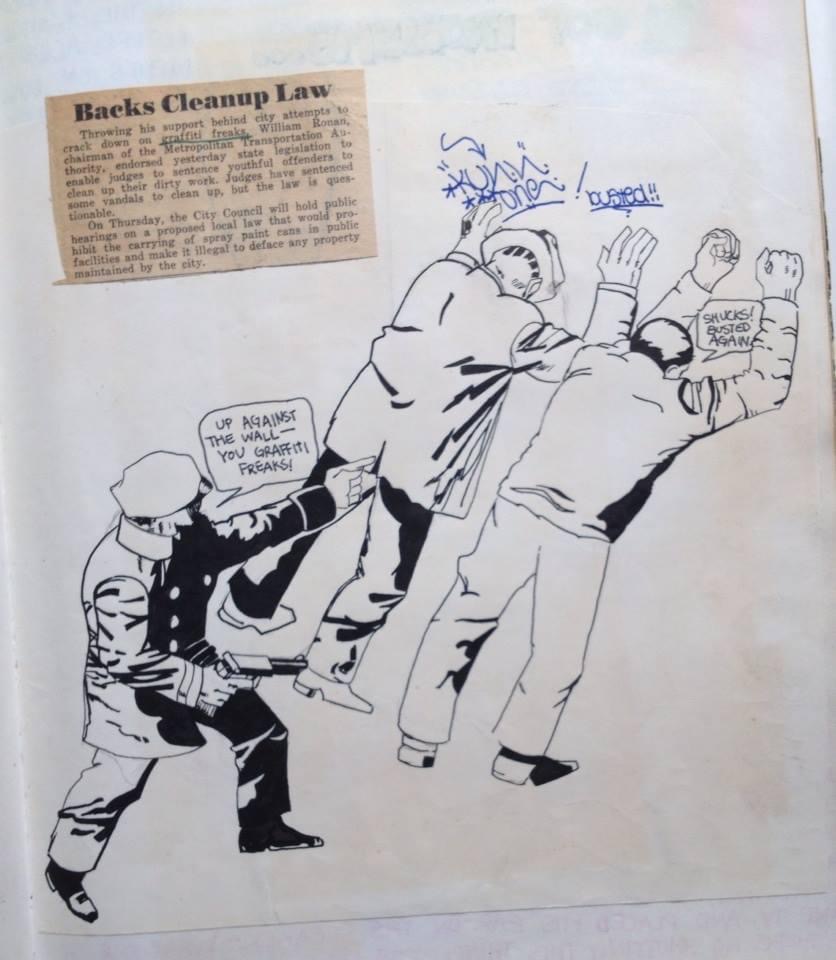 Backs Cleanup Law
Throwing his support behind city attempts to
crack down on graffiti freaks, William Ronan,
chairman of the Metropolitan Transportation Au-
thority, endorsed yesterday state legislation to
enable judges to sentence youthful offenders to
clean up their dirty work. Judges have sentenced
some vandals to clean up, but the law is ques-
tionable.
On Thursday, the City Council will hold public
hearings on a proposed local law that would pro-
hibit the carrying of spray paint cans in public
facilities and make it illegal to deface any property
maintained by the city.
! busted!!
SHUCKS!
BUSTED
AGAIN.
UP AGAINST
THE WALL—
YOU GRAFFITI
FREAKS!